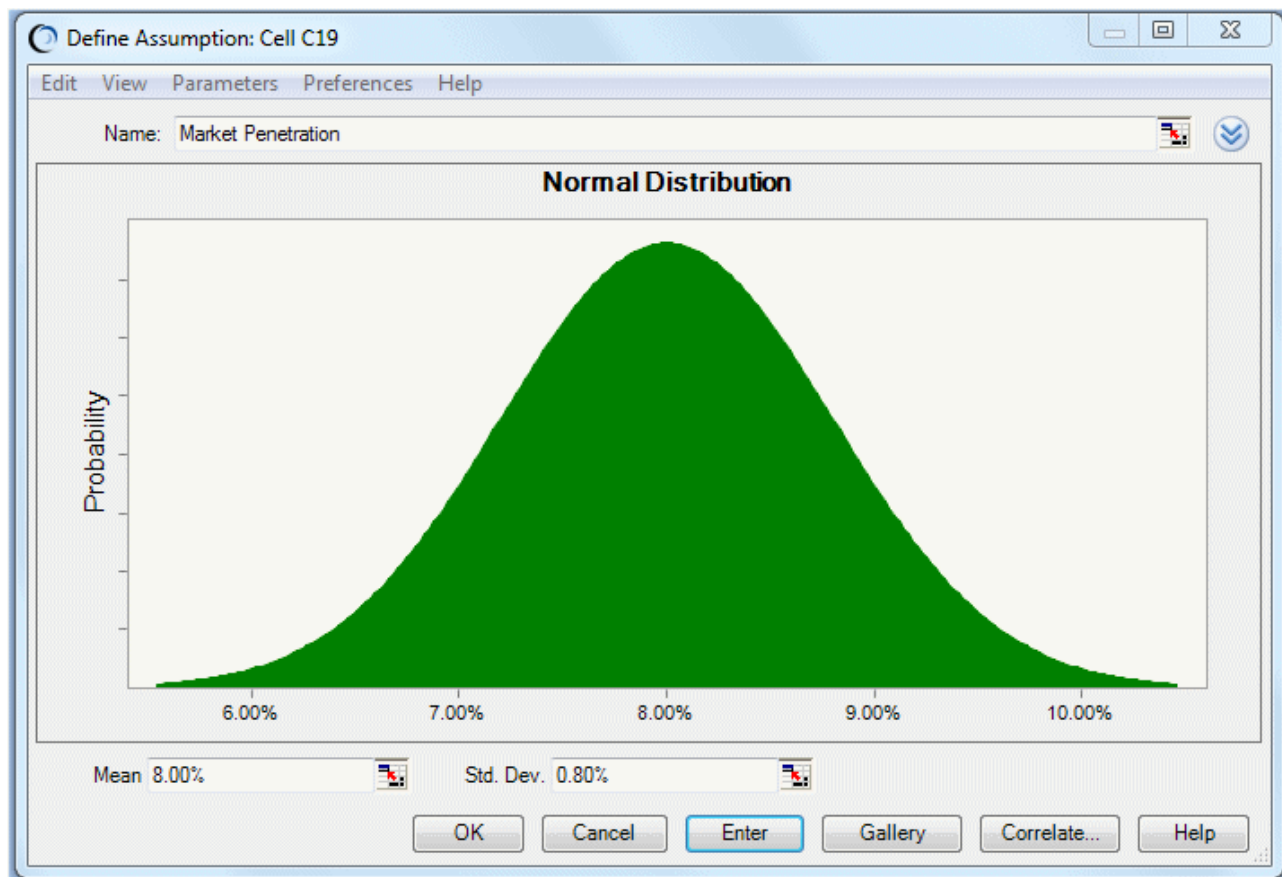 Define Assumption: Cell C19
Edit View Parameters Preferences Help
Name: Market Penetration
Normal Distribution
Probability
6.00% 7.00% 8.00% 9.00% 10.00%
Mean 8.00% Std. Dev. 0.80%
OK Cancel Enter Gallery Correlate... Help